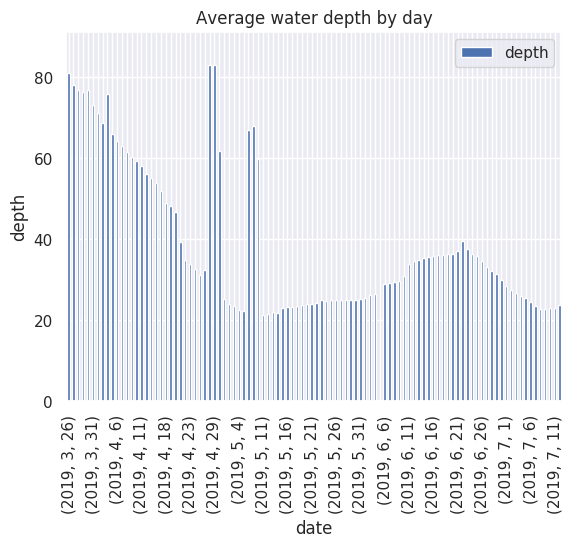 Average water depth by day
depth
depth
80
60
40
20
0
(2019, 3, 26)
(2019, 3, 31)
(2019, 4, 6)
(2019, 4, 11)
(2019, 4, 18)
(2019, 4, 23)
(2019, 4, 29)
(2019, 5, 4)
(2019, 5, 11)
(2019, 5, 16)
(2019, 5, 21)
(2019, 5, 26)
(2019, 5, 31)
(2019, 6, 6)
(2019, 6, 11)
(2019, 6, 16)
(2019, 6, 21)
(2019, 6, 26)
(2019, 7, 1)
(2019, 7, 6)
(2019, 7, 11)
date